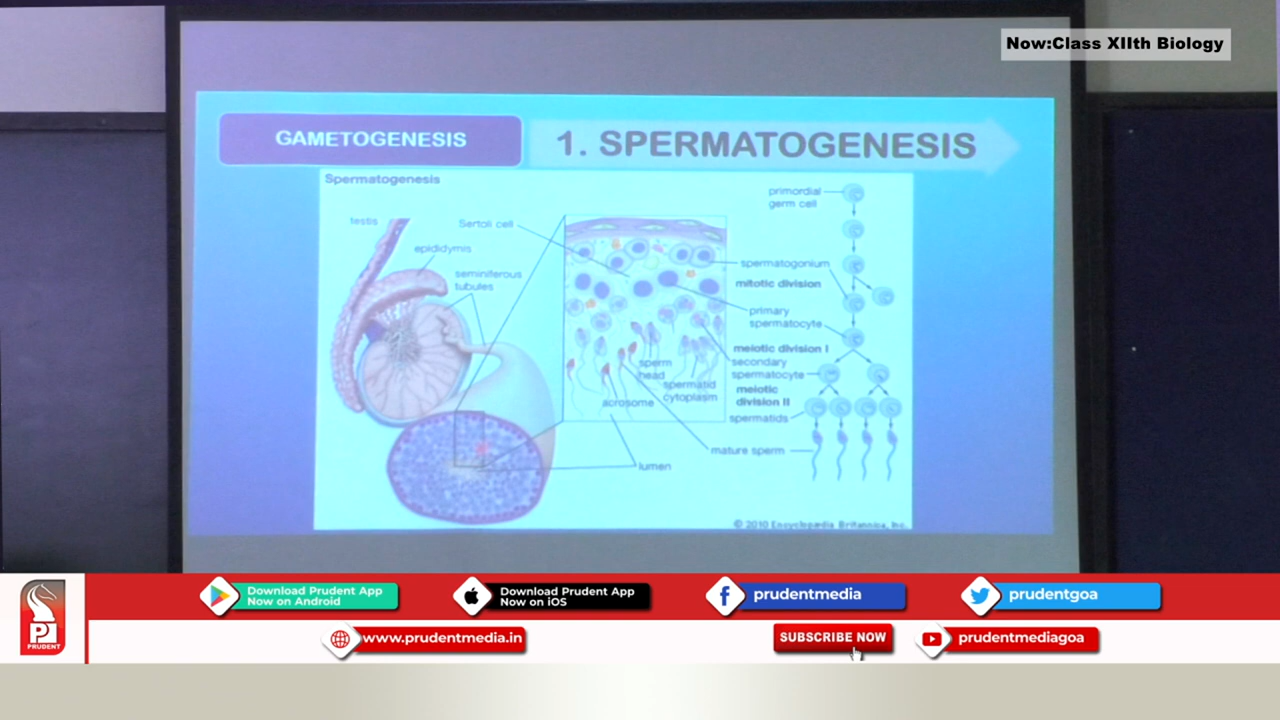 Now:Class XIIth Biology
GAMETOGENESIS
1. SPERMATOGENESIS
Spermatogenesis
testis
epididymis
seminiferous
tubules
Sertoli cell
sperm
head
spermatid
cytoplasm
acrosome
lumen
primordial
germ cell
spermatogonium
mitotic division
primary
spermatocyte
meiotic division I
secondary
spermatocyte
meiotic
division II
spermatids
mature sperm
© 2010 Encyclopædia Britannica, Inc.
Download Prudent App
Now on Android
Download Prudent App
Now on iOS
prudentmedia
prudentgoa
PRUDENT
www.prudentmedia.in
SUBSCRIBE NOW
prudentmediagoa